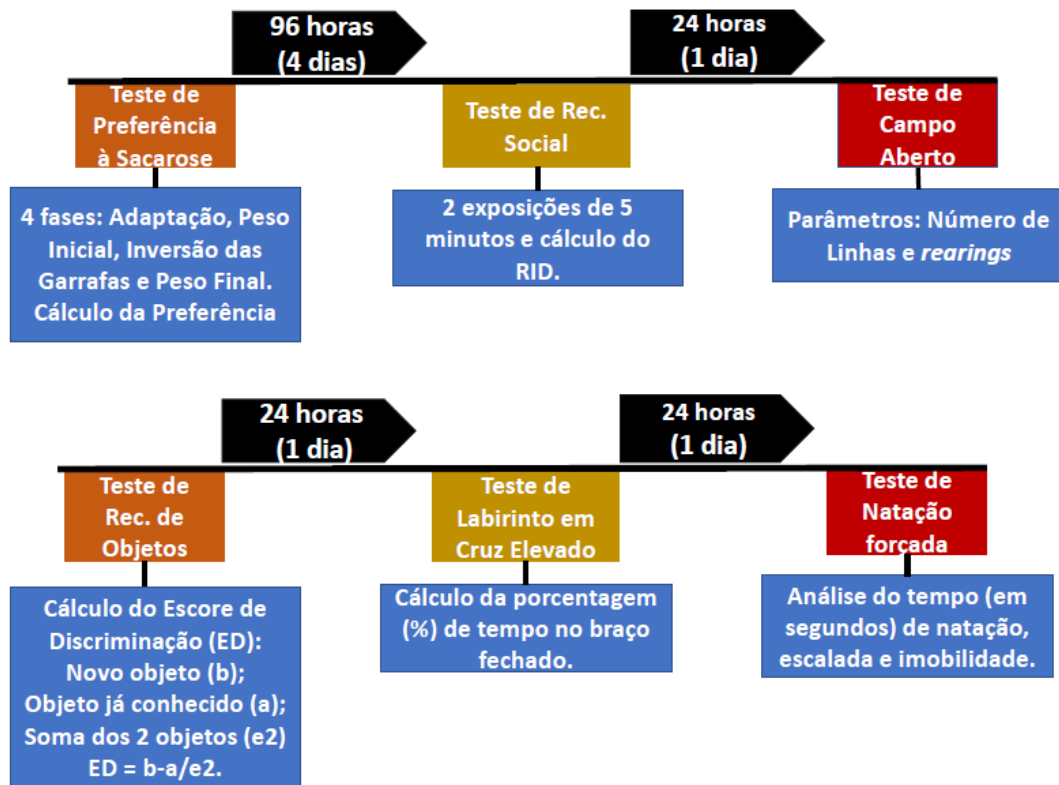 96 horas
(4 dias)
24 horas
(1 dia)
Teste de
Preferência
à Sacarose
Teste de Rec.
Social
Teste de
Campo
Aberto
4 fases: Adaptação, Peso
Inicial, Inversão das
Garrafas e Peso Final.
Cálculo da Preferência
2 exposições de 5
minutos e cálculo do
RID.
Parâmetros: Número de
Linhas e rearings
24 horas
(1 dia)
24 horas
(1 dia)
Teste de
Rec. de
Objetos
Teste de
Labirinto em
Cruz Elevado
Teste de
Natação
forçada
Cálculo do Escore de
Discriminação (ED):
Novo objeto (b);
Objeto já conhecido (a);
Soma dos 2 objetos (e2)
ED = b-a/e2.
Cálculo da porcentagem
(%) de tempo no braço
fechado.
Análise do tempo (em
segundos) de natação,
escalada e imobilidade.